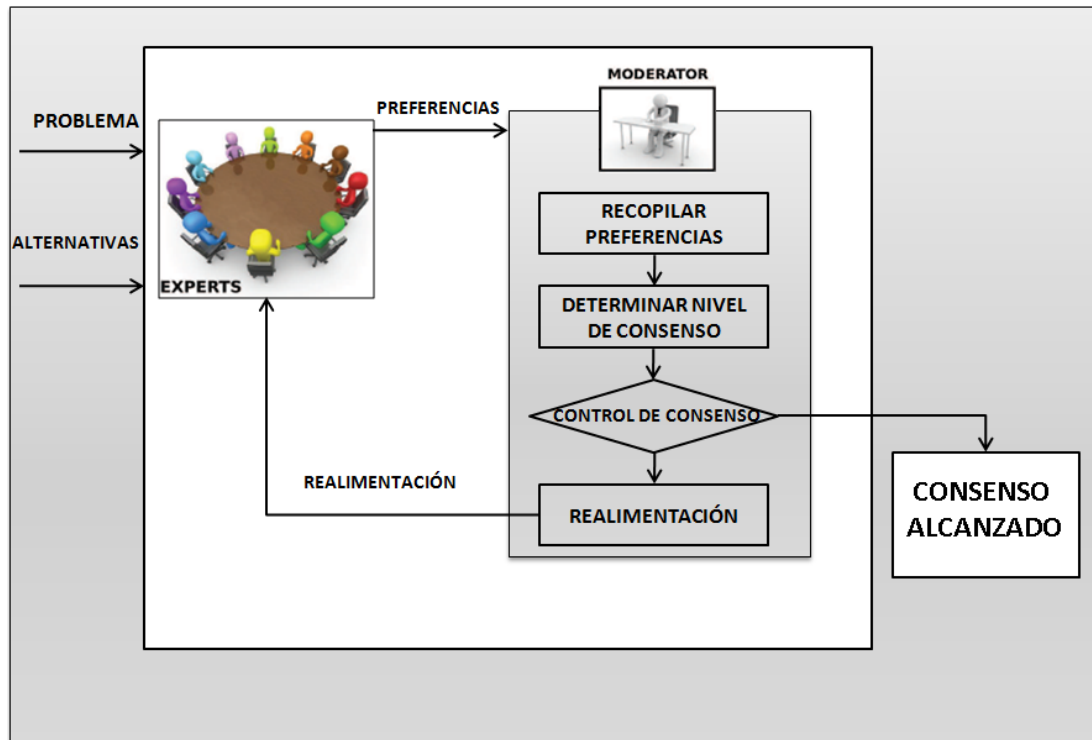 MODERATOR
PREFERENCIAS
PROBLEMA
ALTERNATIVAS
EXPERTS
RECOPILAR
PREFERENCIAS
DETERMINAR NIVEL
DE CONSENSO
CONTROL DE CONSENSO
REALIMENTACIÓN
REALIMENTACIÓN
CONSENSO
ALCANZADO